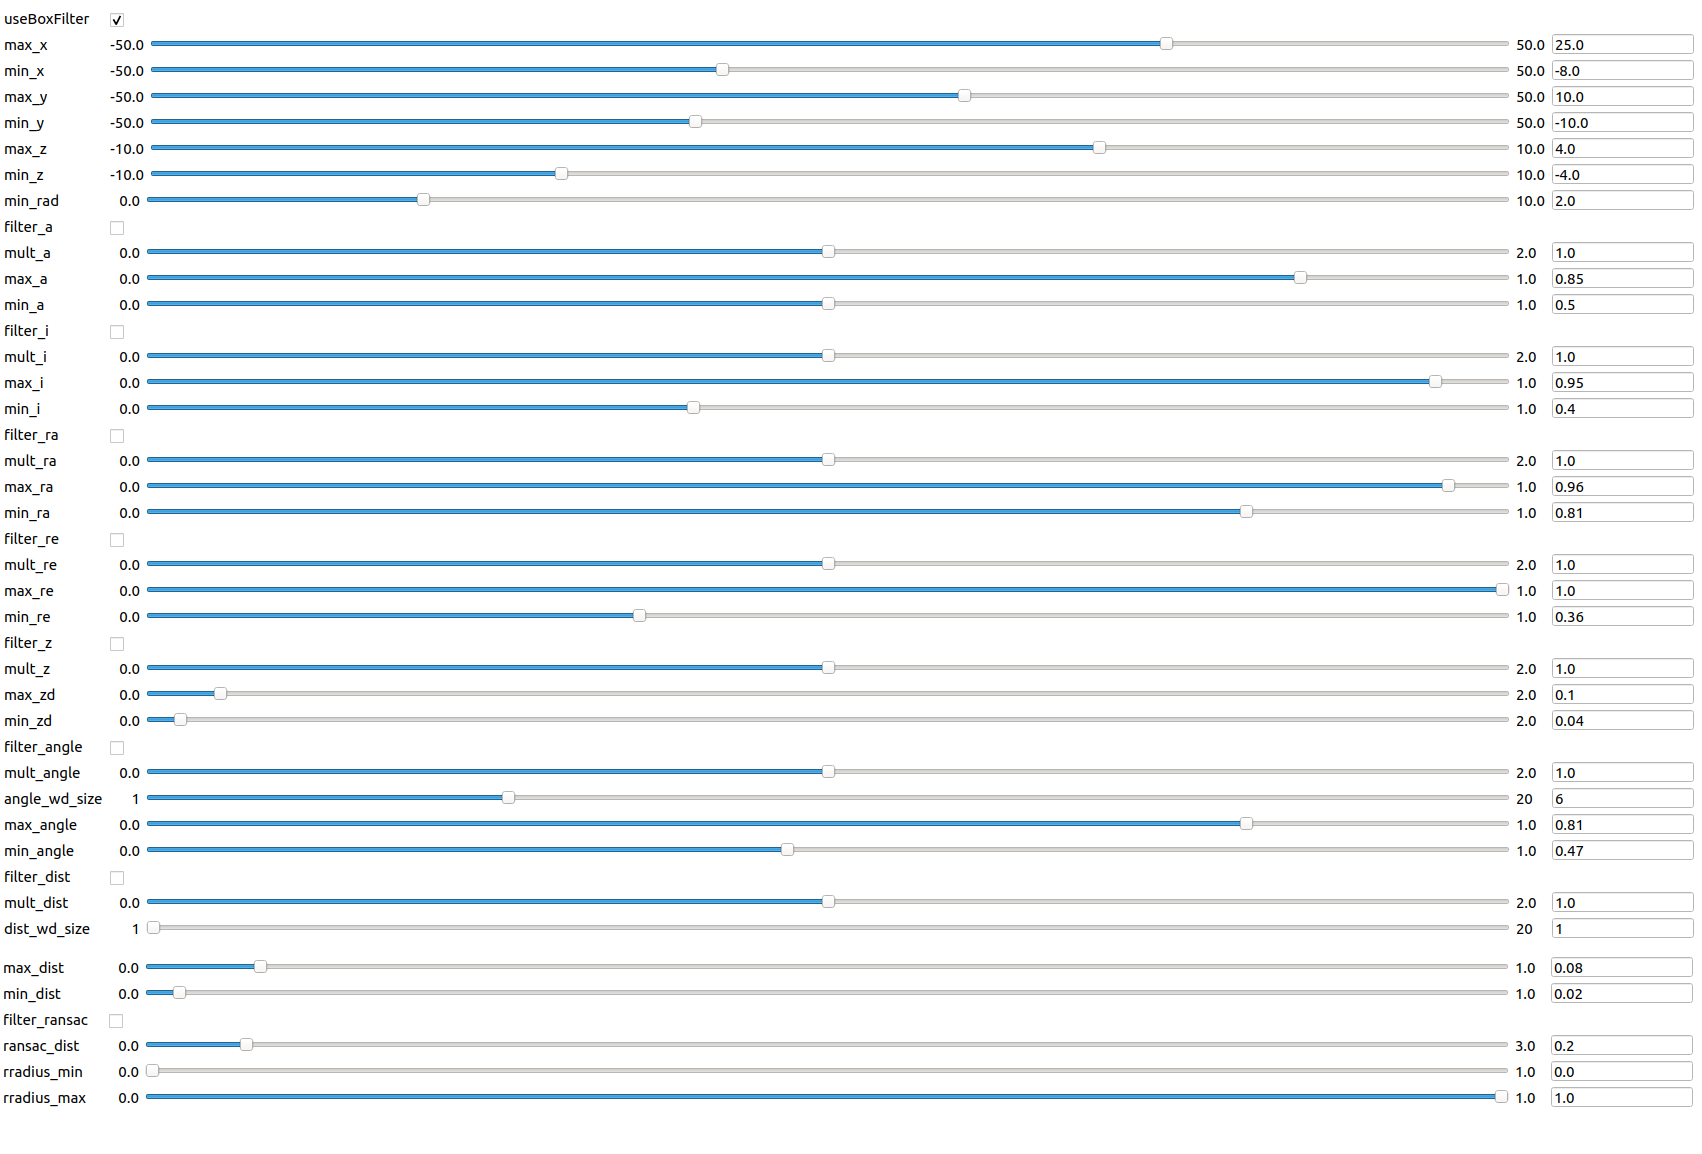 useBoxFilter
max_x -50.0 50.0 25.0
min_x -50.0 50.0 -8.0
max_y -50.0 50.0 10.0
min_y -50.0 50.0 -10.0
max_z -10.0 10.0 4.0
min_z -10.0 10.0 -4.0
min_rad 0.0 10.0 2.0
filter_a
mult_a 0.0 2.0 1.0
max_a 0.0 1.0 0.85
min_a 0.0 1.0 0.5
filter_i
mult_i 0.0 2.0 1.0
max_i 0.0 1.0 0.95
min_i 0.0 1.0 0.4
filter_ra
mult_ra 0.0 2.0 1.0
max_ra 0.0 1.0 0.96
min_ra 0.0 1.0 0.81
filter_re
mult_re 0.0 2.0 1.0
max_re 0.0 1.0 1.0
min_re 0.0 1.0 0.36
filter_z
mult_z 0.0 2.0 1.0
max_zd 0.0 2.0 0.1
min_zd 0.0 2.0 0.04
filter_angle
mult_angle 0.0 2.0 1.0
angle_wd_size 1 20 6
max_angle 0.0 1.0 0.81
min_angle 0.0 1.0 0.47
filter_dist
mult_dist 0.0 2.0 1.0
dist_wd_size 1 20 1
max_dist 0.0 1.0 0.08
min_dist 0.0 1.0 0.02
filter_ransac
ransac_dist 0.0 3.0 0.2
rradius_min 0.0 1.0 0.0
rradius_max 0.0 1.0 1.0